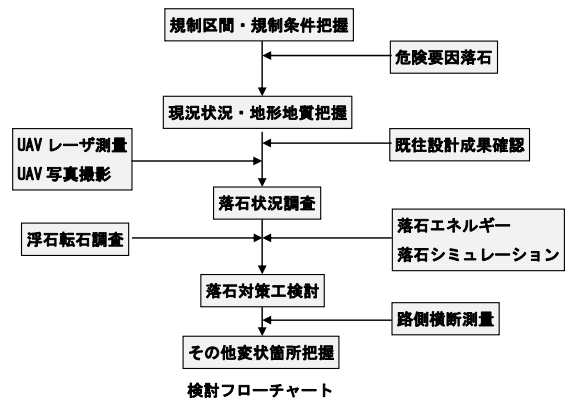 規制区間・規制条件把握
危険要因落石
現況状況・地形地質把握
UAV レーザ測量
UAV 写真撮影
既往設計成果確認
落石状況調査
浮石転石調査
落石エネルギー
落石シミュレーション
落石対策工検討
路側横断測量
その他変状箇所把握
検討フローチャート